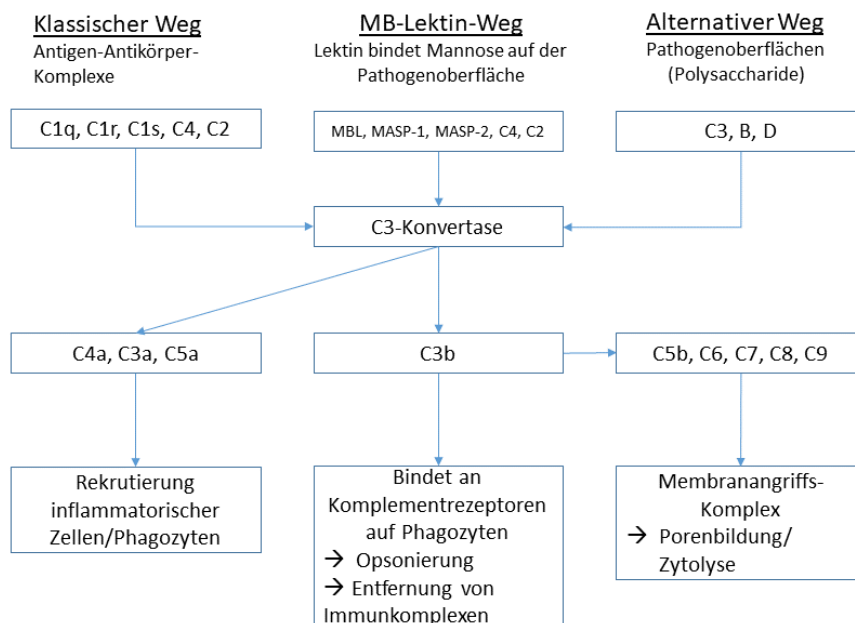 Klassischer Weg
Antigen-Antikörper-
Komplexe
MB-Lektin-Weg
Lektin bindet Mannose auf der
Pathogenoberfläche
Alternativer Weg
Pathogenoberflächen
(Polysaccharide)
C1q, C1r, C1s, C4, C2
MBL, MASP-1, MASP-2, C4, C2
C3, B, D
C3-Konvertase
C4a, C3a, C5a
C3b
C5b, C6, C7, C8, C9
Rekrutierung
inflammatorischer
Zellen/Phagozyten
Bindet an
Komplementrezeptoren
auf Phagozyten
→ Opsonierung
→ Entfernung von
Immunkomplexen
Membranangriffs-
Komplex
→ Porenbildung/
Zytolyse